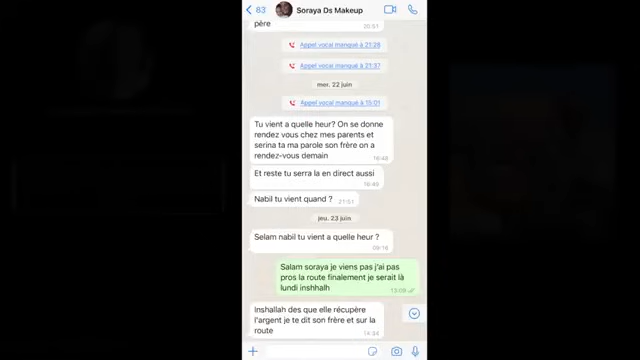 83
Soraya Ds Makeup
père
20:51
Appel vocal manqué à 21:28
Appel vocal manqué à 21:37
mer. 22 juin
Appel vocal manqué à 15:01
Tu vient a quelle heur? On se donne
rendez vous chez mes parents et
serina ta ma parole son frère on a
rendez-vous demain
16:48
Et reste tu serra la en direct aussi
16:49
Nabil tu vient quand ?
21:51
jeu. 23 juin
Selam nabil tu vient a quelle heur ?
09:16
Salam soraya je viens pas j'ai pas
pros la route finalement je serait là
lundi inshhalh
13:09
Inshallah des que elle récupère
l'argent je te dit son frère et sur la
route
14:34